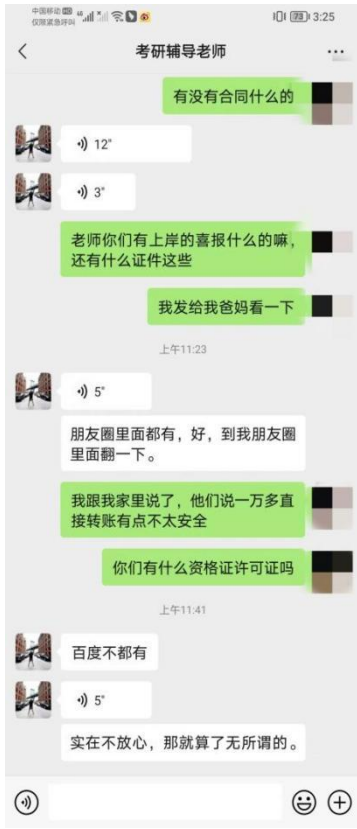 中国移动 HD
仅限紧急呼叫
3:25
考研辅导老师
有没有合同什么的
12"
3"
老师你们有上岸的喜报什么的嘛，
还有什么证件这些
我发给我爸妈看一下
上午11:23
5"
朋友圈里面都有，好，到我朋友圈
里面翻一下。
我跟我家里说了，他们说一万多直
接转账有点不太安全
你们有什么资格证许可证吗
上午11:41
百度不都有
5"
实在不放心，那就算了无所谓的。